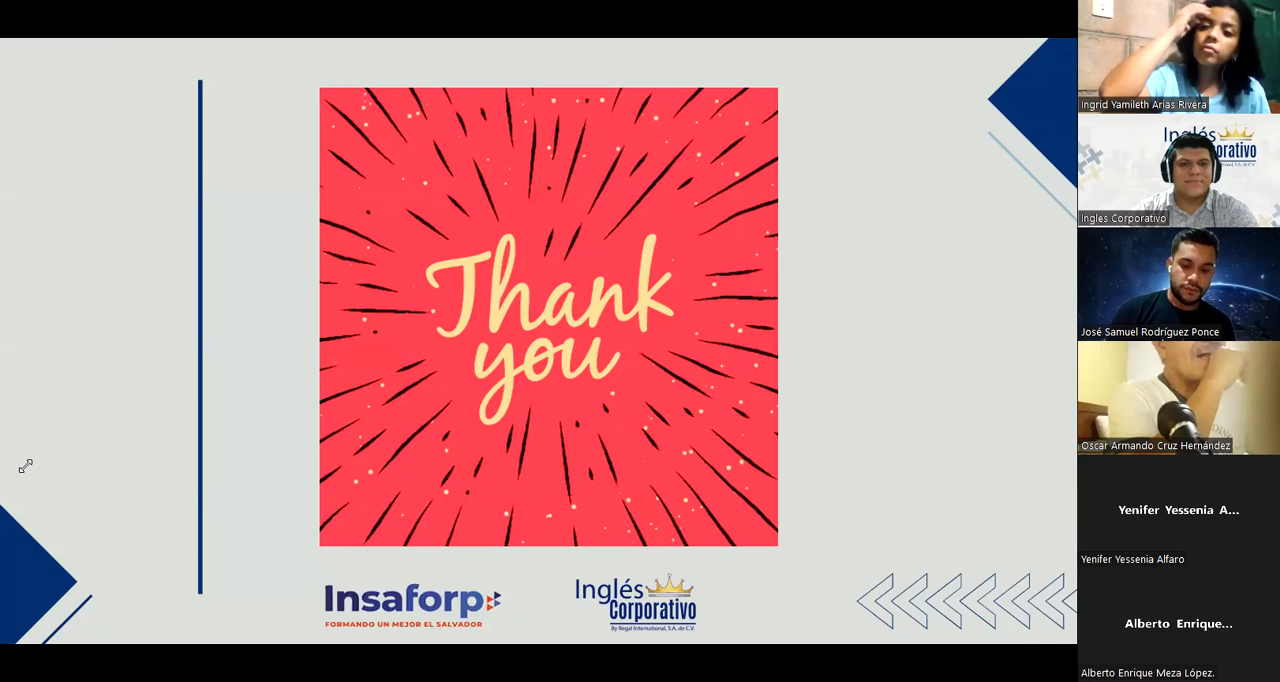 Thank
you
Insaforp
FORMANDO UN MEJOR EL SALVADOR
Inglés
Corporativo
By Regal International, S.A. de C.V.
Ingrid Yamileth Arias Rivera
Inglés
orativo
Ingles Corporativo
José Samuel Rodríguez Ponce
Oscar Armando Cruz Hernández
Yenifer Yessenia A...
Yenifer Yessenia Alfaro
Alberto Enrique...
Alberto Enrique Meza López.